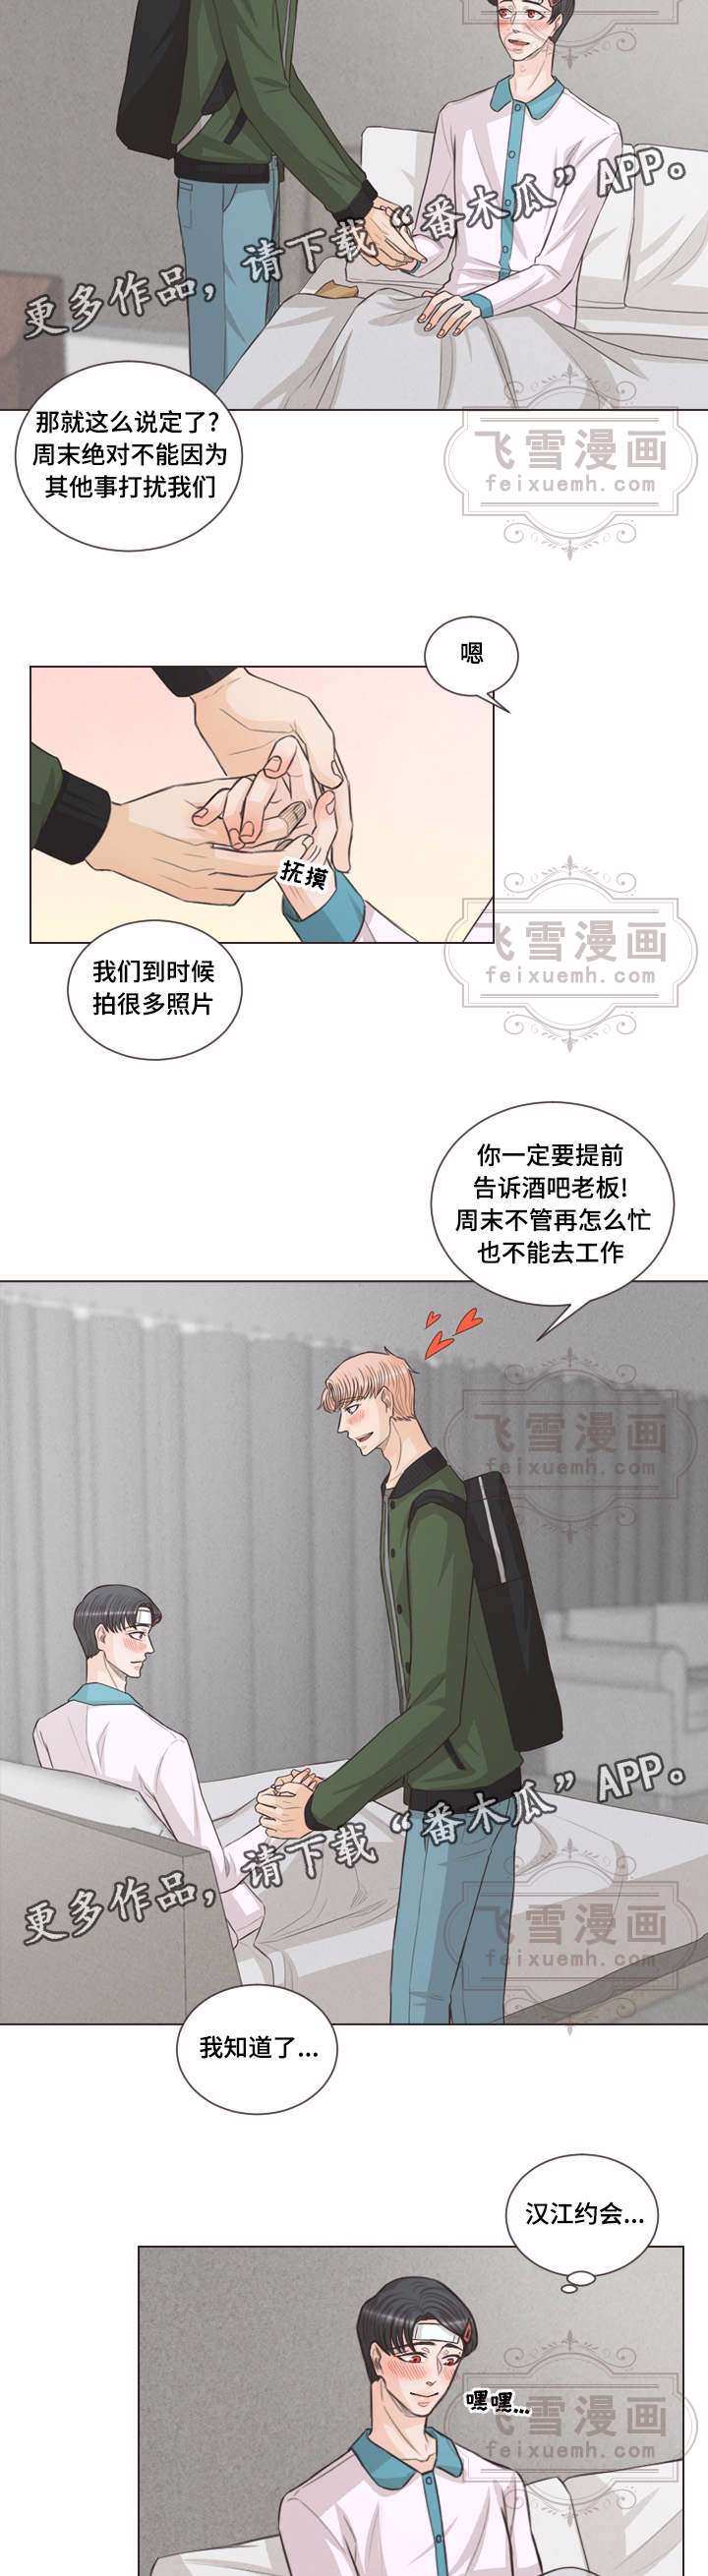 更多作品，请下载“番木瓜”APP。
那就这么说定了?
周末绝对不能因为
其他事打扰我们
飞雪漫画
feixuemh.com
嗯
抚摸
飞雪漫画
feixuemh.com
我们到时候
拍很多照片
你一定要提前
告诉酒吧老板!
周末不管再怎么忙
也不能去工作
飞雪漫画
feixuemh.com
更多作品，请下载“番木瓜”APP。
飞雪漫画
feixuemh.com
我知道了...
汉江约会...
嘿嘿...
飞雪漫画
feixuemh.com